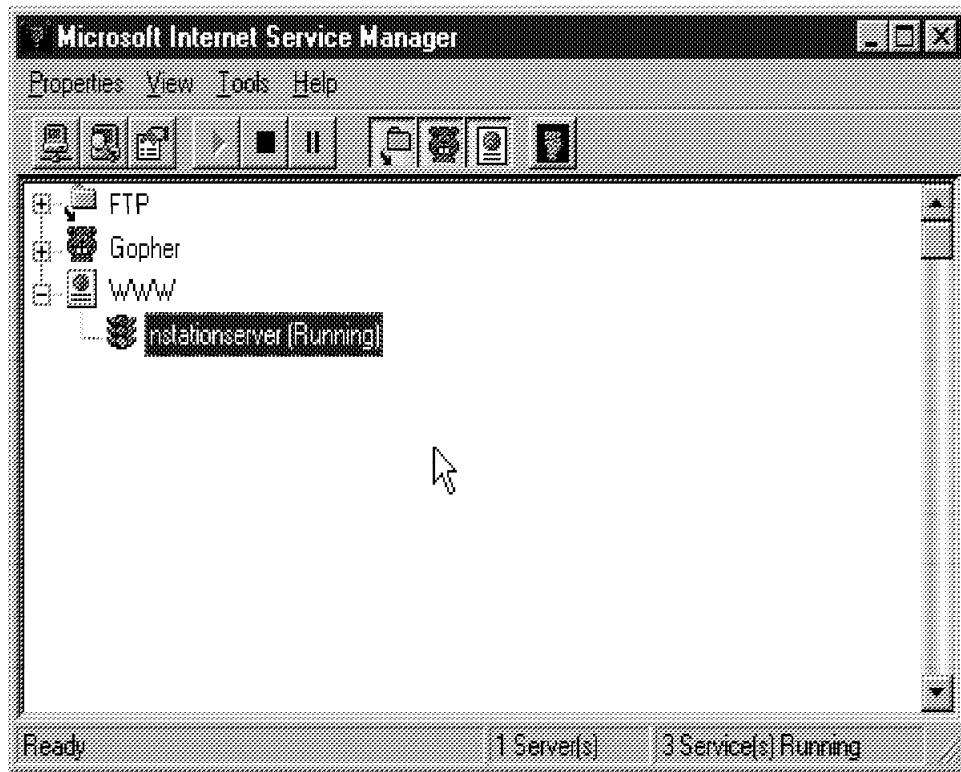 Microsoft Internet Service Manager
Properties View Tools Help
FTP
Gopher
WWW
nstationserver (Running)
Ready 1 Server(s) 3 Service(s) Running